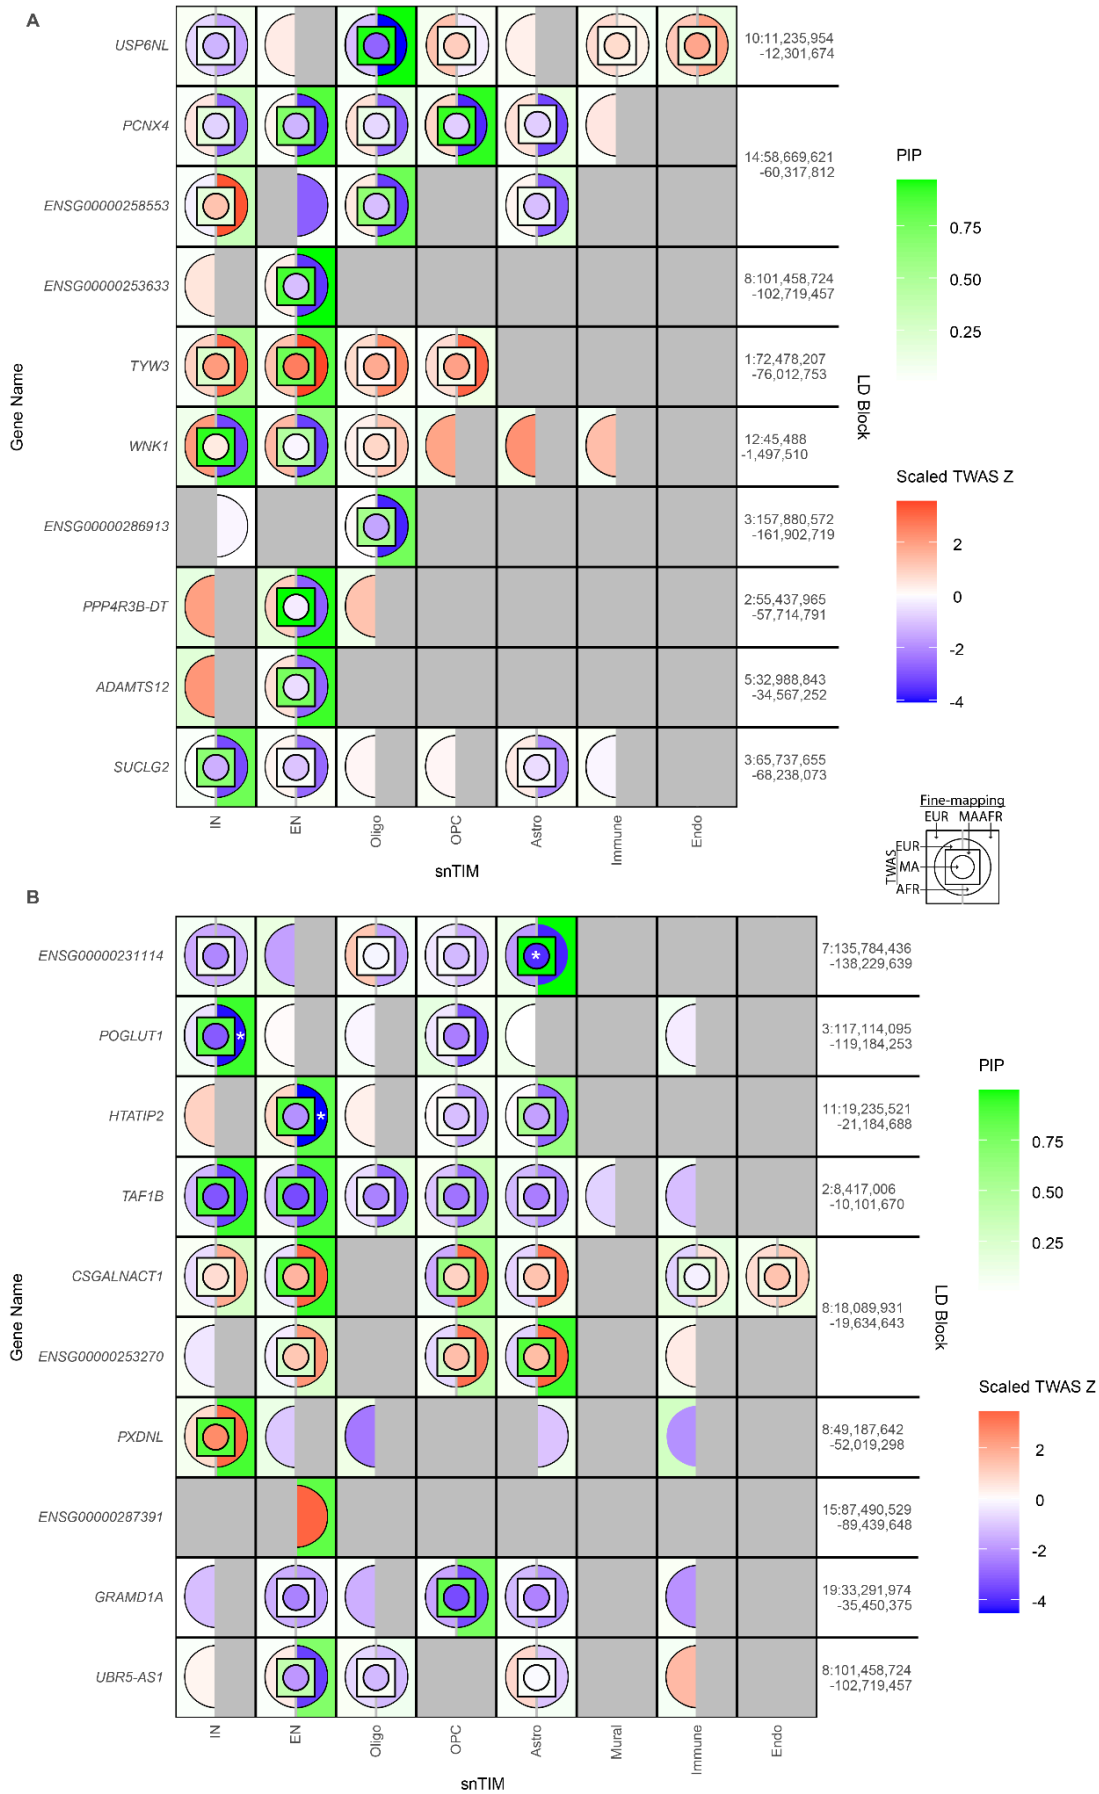 A
Gene Name
USP6NL
10:11,235,954
-12,301,674
PCNX4
14:58,669,621
-60,317,812
ENSG00000258553
ENSG00000253633
8:101,458,724
-102,719,457
TYW3
1:72,478,207
-76,012,753
WNK1
12:45,488
-1,497,510
ENSG00000286913
3:157,880,572
-161,902,719
PPP4R3B-DT
2:55,437,965
-57,714,791
ADAMTS12
5:32,988,843
-34,567,252
SUCLG2
3:65,737,655
-68,238,073
IN
EN
Oligo
OPC
Astro
Immune
Endo
snTIM
LD Block
PIP
0.75
0.50
0.25
Scaled TWAS Z
2
0
-2
-4
Fine-mapping
EUR MAAFR
TWAS
EUR
MA
AFR
B
Gene Name
ENSG00000231114
*
7:135,784,436
-138,229,639
POGLUT1
*
3:117,114,095
-119,184,253
HTATIP2
*
11:19,235,521
-21,184,688
TAF1B
2:8,417,006
-10,101,670
CSGALNACT1
8:18,089,931
-19,634,643
ENSG00000253270
PXDNL
8:49,187,642
-52,019,298
ENSG00000287391
15:87,490,529
-89,439,648
GRAMD1A
19:33,291,974
-35,450,375
UBR5-AS1
8:101,458,724
-102,719,457
IN
EN
Oligo
OPC
Astro
Mural
Immune
Endo
snTIM
LD Block
PIP
0.75
0.50
0.25
Scaled TWAS Z
2
0
-2
-4